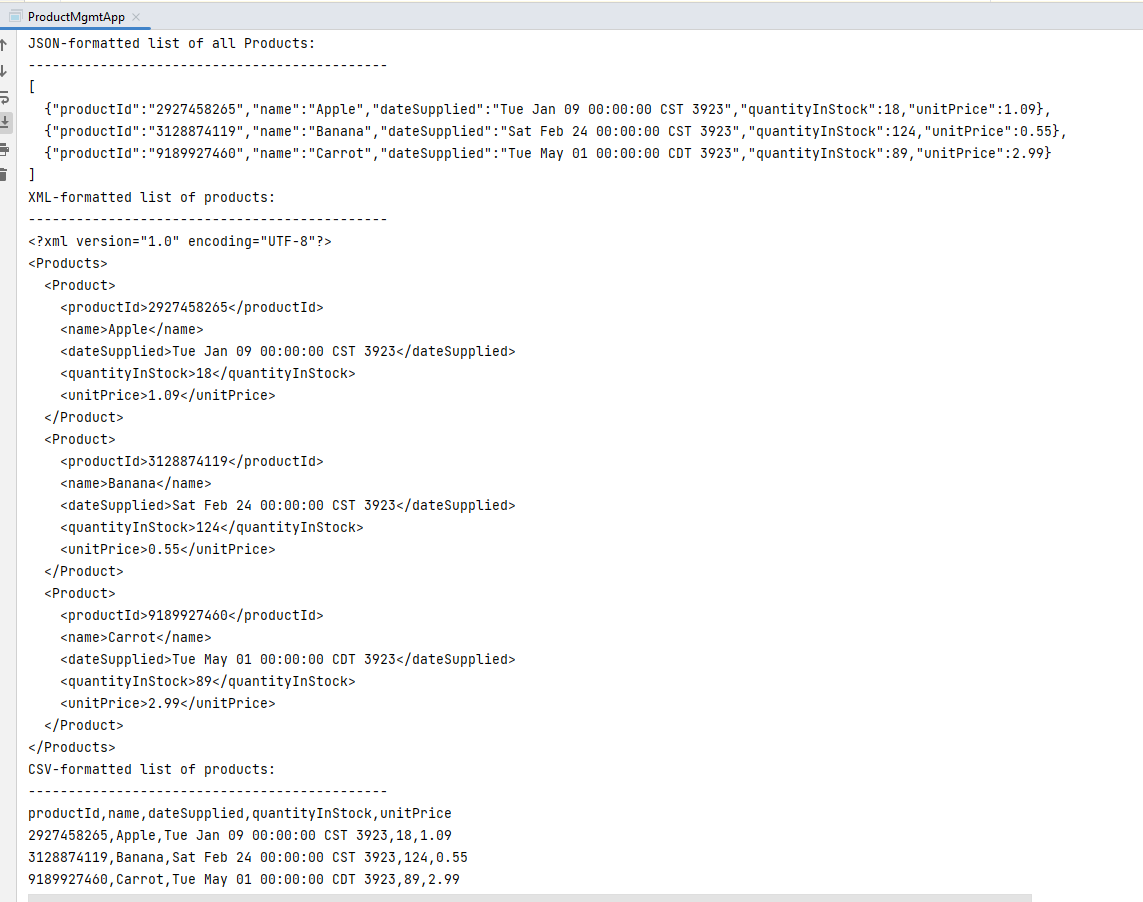 ProductMgmtApp
JSON-formatted list of all Products:
---------------------------------------------
[
  {"productId":"2927458265","name":"Apple","dateSupplied":"Tue Jan 09 00:00:00 CST 3923","quantityInStock":18,"unitPrice":1.09},
  {"productId":"3128874119","name":"Banana","dateSupplied":"Sat Feb 24 00:00:00 CST 3923","quantityInStock":124,"unitPrice":0.55},
  {"productId":"9189927460","name":"Carrot","dateSupplied":"Tue May 01 00:00:00 CDT 3923","quantityInStock":89,"unitPrice":2.99}
]
XML-formatted list of products:
---------------------------------------------
<?xml version="1.0" encoding="UTF-8"?>
<Products>
  <Product>
    <productId>2927458265</productId>
    <name>Apple</name>
    <dateSupplied>Tue Jan 09 00:00:00 CST 3923</dateSupplied>
    <quantityInStock>18</quantityInStock>
    <unitPrice>1.09</unitPrice>
  </Product>
  <Product>
    <productId>3128874119</productId>
    <name>Banana</name>
    <dateSupplied>Sat Feb 24 00:00:00 CST 3923</dateSupplied>
    <quantityInStock>124</quantityInStock>
    <unitPrice>0.55</unitPrice>
  </Product>
  <Product>
    <productId>9189927460</productId>
    <name>Carrot</name>
    <dateSupplied>Tue May 01 00:00:00 CDT 3923</dateSupplied>
    <quantityInStock>89</quantityInStock>
    <unitPrice>2.99</unitPrice>
  </Product>
</Products>
CSV-formatted list of products:
---------------------------------------------
productId,name,dateSupplied,quantityInStock,unitPrice
2927458265,Apple,Tue Jan 09 00:00:00 CST 3923,18,1.09
3128874119,Banana,Sat Feb 24 00:00:00 CST 3923,124,0.55
9189927460,Carrot,Tue May 01 00:00:00 CDT 3923,89,2.99